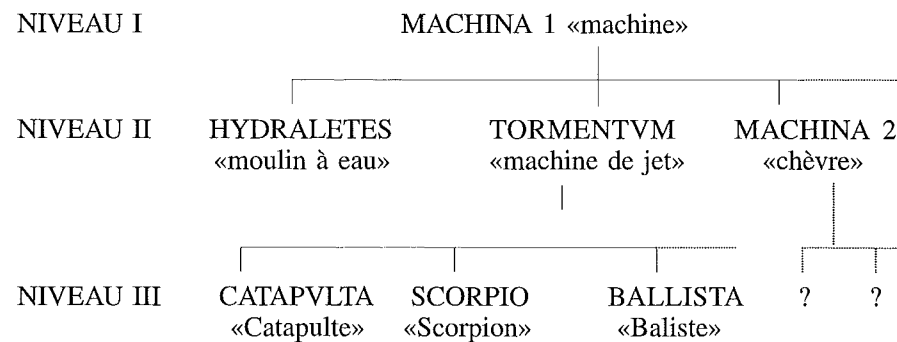 NIVEAU I MACHINA 1 «machine»
NIVEAU II HYDRALETES TORMENTVM MACHINA 2
«moulin à eau» «machine de jet» «chèvre»
NIVEAU III CATAPVLTA SCORPIO BALLISTA ? ?
«Catapulte» «Scorpion» «Baliste»